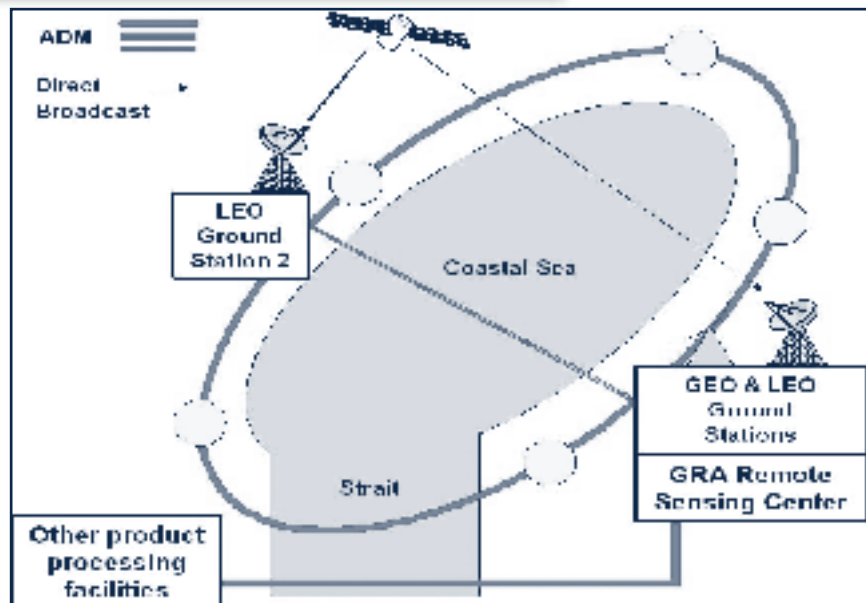 ADM
Direct
Broadcast
LEO
Ground
Station 2
Coastal Sea
GEO & LEO
Ground
Stations
GRA Remote
Sensing Center
Strait
Other product
processing
facilities